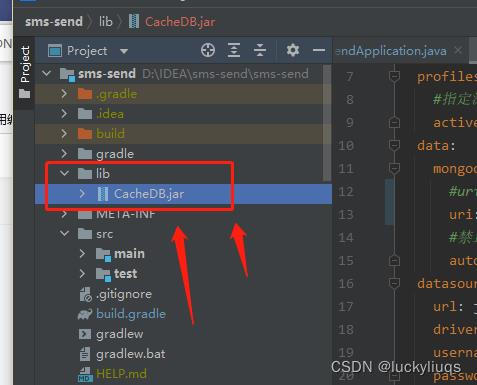 sms-send › lib › CacheDB.jar
Project
Project
endApplication.java ×
sms-send D:\IDEA\sms-send\sms-send
.gradle
.idea
build
gradle
lib
CacheDB.jar
META-INF
src
main
test
.gitignore
build.gradle
gradlew
gradlew.bat
HELP.md
7 profiles
8 #指定
9 active
10 data:
11 mongo
12 #ur
13 uri:
14 #禁
15 auto
16 datasour
17 url: j
18 driver
19 userna
20 passwo
CSDN @luckyliuqs